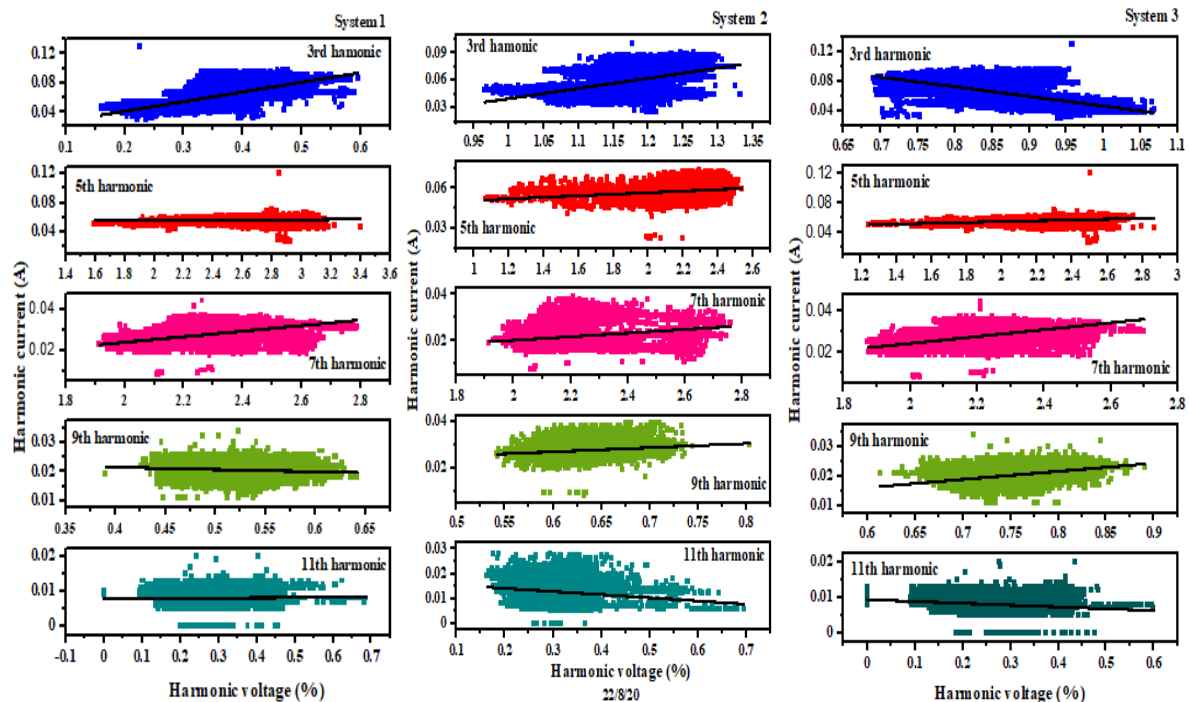 System 1
3rd hamonic
0.12
0.08
0.04
0.1 0.2 0.3 0.4 0.5 0.6
5th harmonic
0.12
0.08
0.04
1.4 1.6 1.8 2 2.2 2.4 2.6 2.8 3 3.2 3.4 3.6
7th harmonic
0.04
0.02
1.8 2 2.2 2.4 2.6 2.8
9th harmonic
0.03
0.02
0.01
0.35 0.4 0.45 0.5 0.55 0.6 0.65
11th harmonic
0.02
0.01
0
-0.1 0 0.1 0.2 0.3 0.4 0.5 0.6 0.7
Harmonic current (A)
Harmonic voltage (%)
System 2
3rd hamonic
0.09
0.06
0.03
0.95 1 1.05 1.1 1.15 1.2 1.25 1.3 1.35
5th harmonic
0.06
0.03
1 1.2 1.4 1.6 1.8 2 2.2 2.4 2.6
7th harmonic
0.04
0.02
1.8 2 2.2 2.4 2.6 2.8
9th harmonic
0.04
0.02
0.5 0.55 0.6 0.65 0.7 0.75 0.8
11th harmonic
0.03
0.02
0.01
0
0.1 0.2 0.3 0.4 0.5 0.6 0.7
Harmonic current (A)
Harmonic voltage (%)
22/8/20
System 3
3rd harmonic
0.12
0.08
0.04
0.65 0.7 0.75 0.8 0.85 0.9 0.95 1 1.05 1.1
5th harmonic
0.12
0.08
0.04
1.2 1.4 1.6 1.8 2 2.2 2.4 2.6 2.8 3
7th harmonic
0.04
0.02
1.8 2 2.2 2.4 2.6 2.8
9th harmonic
0.03
0.02
0.01
0.6 0.65 0.7 0.75 0.8 0.85 0.9
11th harmonic
0.02
0.01
0
0 0.1 0.2 0.3 0.4 0.5 0.6
Harmonic current (A)
Harmonic voltage (%)